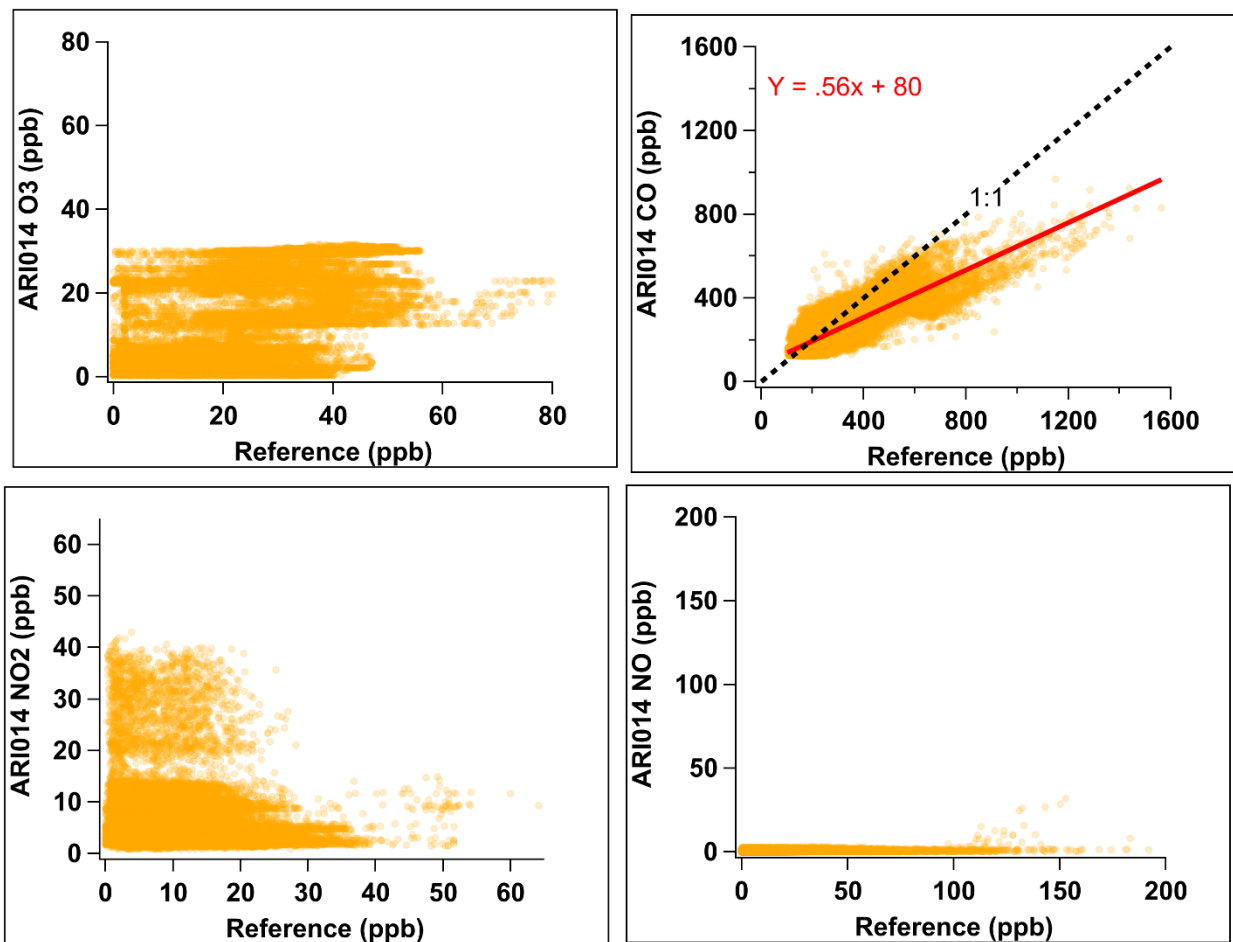 80
60
40
20
0
ARI014 O3 (ppb)
0 20 40 60 80
Reference (ppb)
1600
1200
800
400
0
ARI014 CO (ppb)
Y = .56x + 80
1:1
0 400 800 1200 1600
Reference (ppb)
60
50
40
30
20
10
0
ARI014 NO2 (ppb)
0 10 20 30 40 50 60
Reference (ppb)
200
150
100
50
0
ARI014 NO (ppb)
0 50 100 150 200
Reference (ppb)